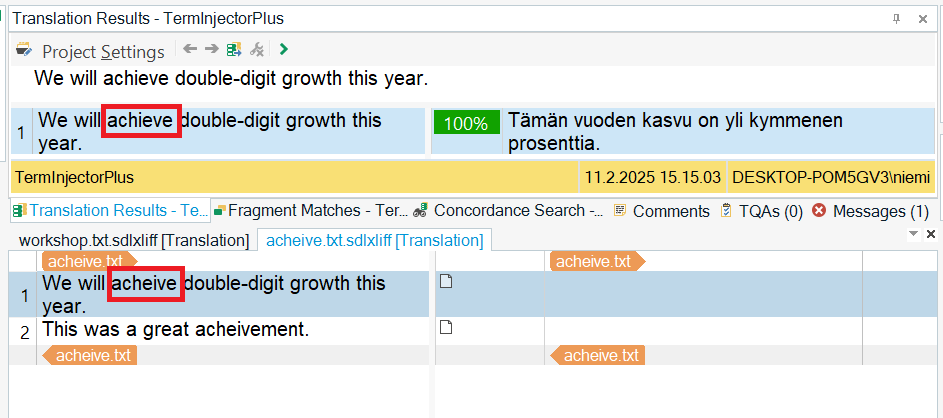 Translation Results - TermInjectorPlus
Project Settings
We will achieve double-digit growth this year.
1 We will achieve double-digit growth this year. 100% Tämän vuoden kasvu on yli kymmenen prosenttia.
TermInjectorPlus 11.2.2025 15.15.03 DESKTOP-POM5GV3\niemi
Translation Results - Te... Fragment Matches - Ter... Concordance Search -... Comments TQAs (0) Messages (1)
workshop.txt.sdlxliff [Translation] acheive.txt.sdlxliff [Translation]
acheive.txt acheive.txt
1 We will acheive double-digit growth this year.
2 This was a great acheivement.
acheive.txt acheive.txt